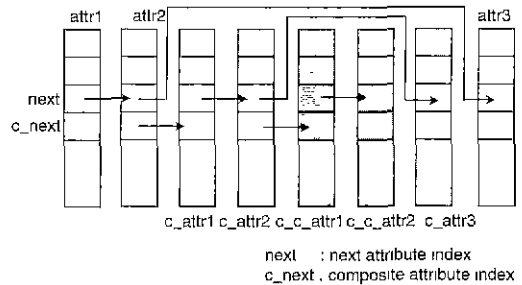 attr1 attr2 attr3
next
c_next
c_attr1 c_attr2 c_c_attr1 c_c_attr2 c_attr3
next : next attribute index
c_next . composite attribute index